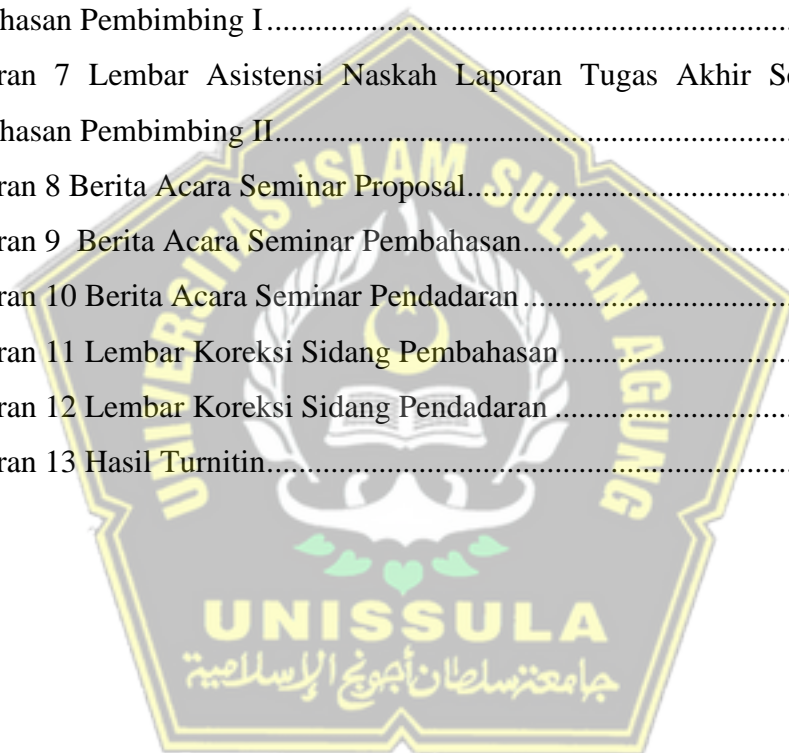 hasan Pembimbing I
ran 7 Lembar Asistensi Naskah Laporan Tugas Akhir Se
hasan Pembimbing II
ran 8 Berita Acara Seminar Proposal
ran 9 Berita Acara Seminar Pembahasan
ran 10 Berita Acara Seminar Pendadaran
ran 11 Lembar Koreksi Sidang Pembahasan
ran 12 Lembar Koreksi Sidang Pendadaran
ran 13 Hasil Turnitin
UNIVERSITAS ISLAM SULTAN AGUNG
UNISSULA
جامعة سلطان أجونج الإسلامية